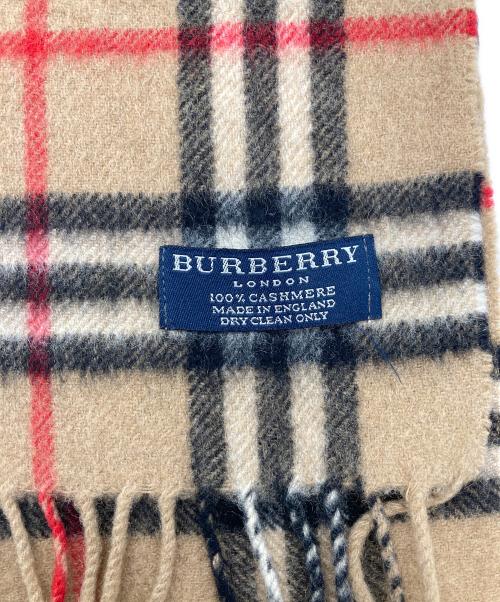 BURBERRY
LONDON
100% CASHMERE
MADE IN ENGLAND
DRY CLEAN ONLY